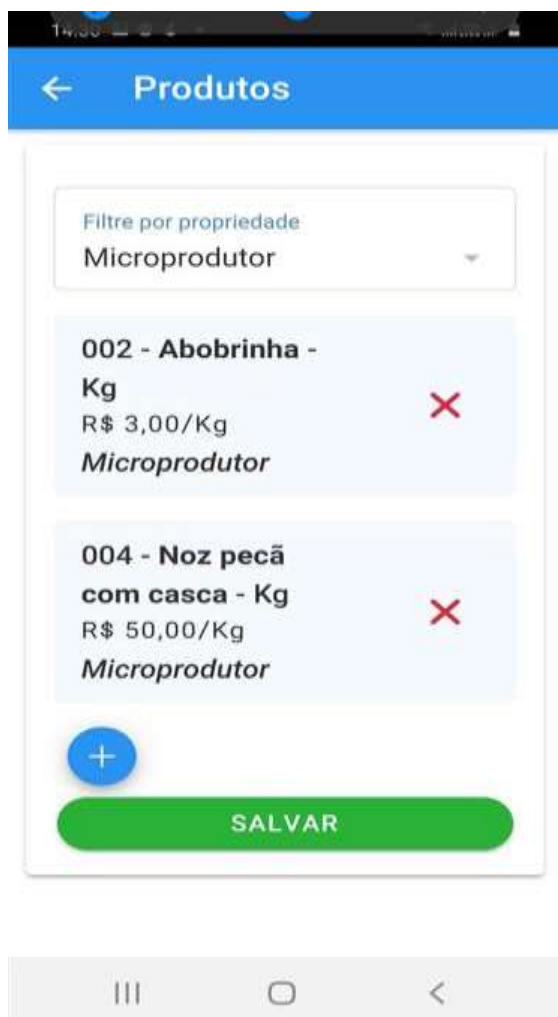 Produtos
Filtre por propriedade
Microprodutor
002 - Abobrinha -
Kg
R$ 3,00/Kg
Microprodutor
004 - Noz pecã
com casca - Kg
R$ 50,00/Kg
Microprodutor
SALVAR